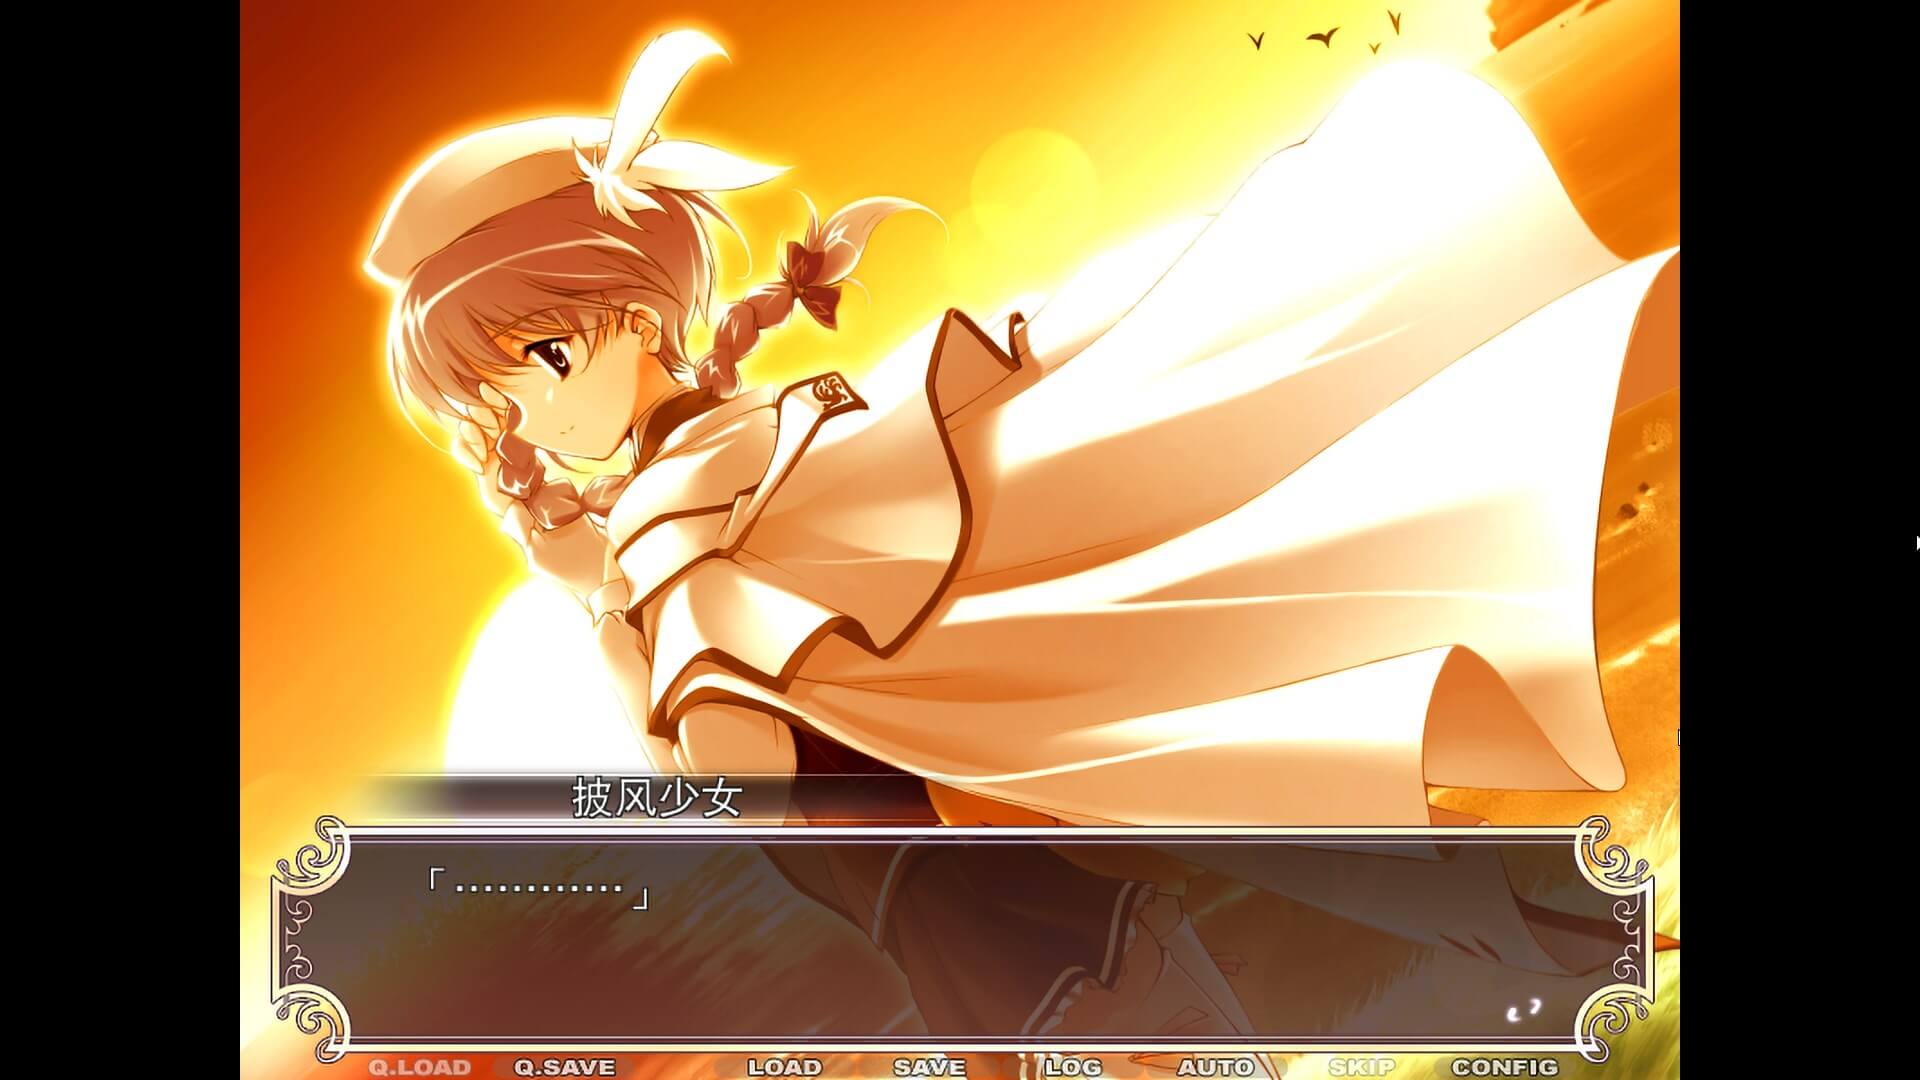 披风少女
「…………」
Q.LOAD Q.SAVE LOAD SAVE LOG AUTO SKIP CONFIG